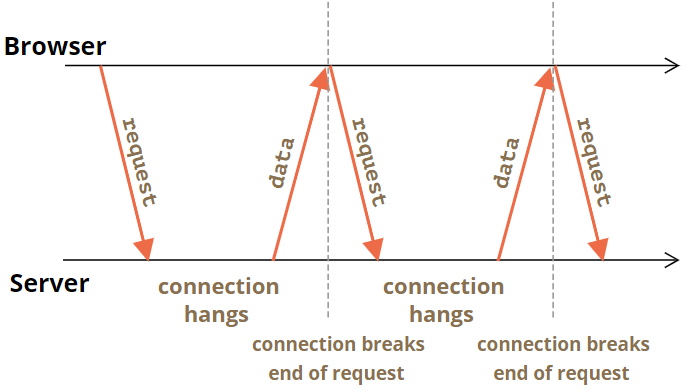 Browser
request
data
request
data
request
Server
connection
hangs
connection
hangs
connection breaks
end of request
connection breaks
end of request